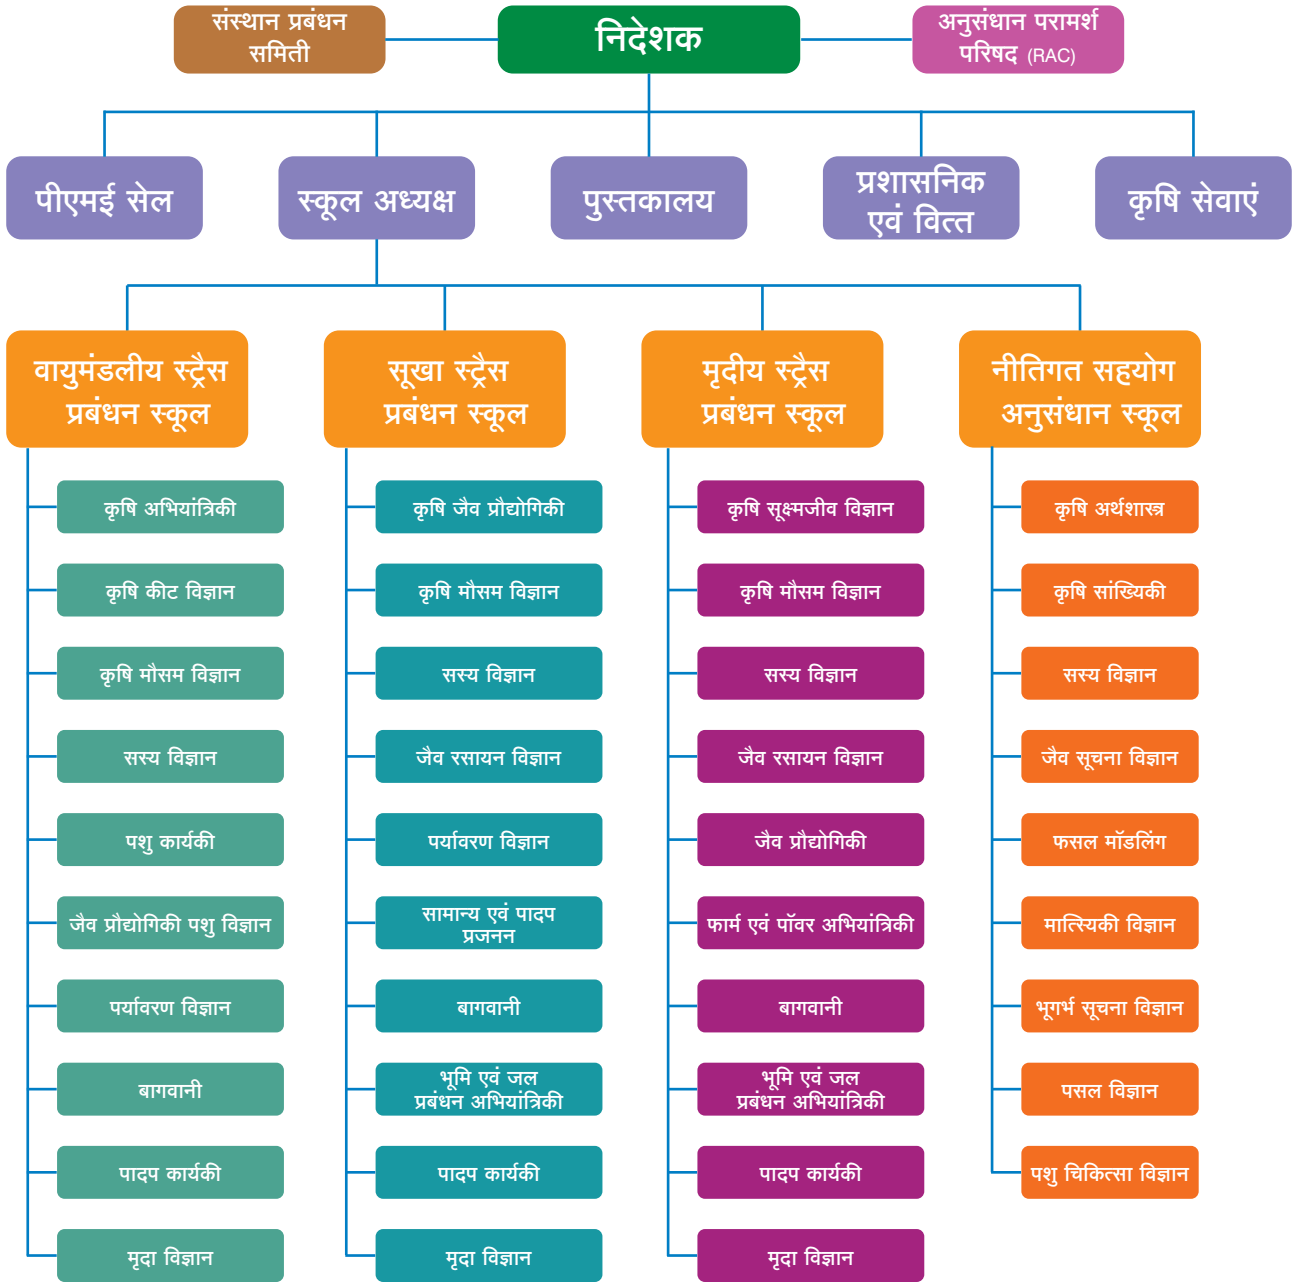 संस्थान प्रबंधन
समिती
निदेशक
अनुसंधान परामर्श
परिषद (RAC)
पीएमई सेल
स्कूल अध्यक्ष
पुस्तकालय
प्रशासनिक
एवं वित्त
कृषि सेवाएं
वायुमंडलीय स्ट्रैस
प्रबंधन स्कूल
कृषि अभियांत्रिकी
कृषि कीट विज्ञान
कृषि मौसम विज्ञान
सस्य विज्ञान
पशु कार्यकी
जैव प्रौद्योगिकी पशु विज्ञान
पर्यावरण विज्ञान
बागवानी
पादप कार्यकी
मृदा विज्ञान
सूखा स्ट्रैस
प्रबंधन स्कूल
कृषि जैव प्रौद्योगिकी
कृषि मौसम विज्ञान
सस्य विज्ञान
जैव रसायन विज्ञान
पर्यावरण विज्ञान
सामान्य एवं पादप
प्रजनन
बागवानी
भूमि एवं जल
प्रबंधन अभियांत्रिकी
पादप कार्यकी
मृदा विज्ञान
मृदीय स्ट्रैस
प्रबंधन स्कूल
कृषि सूक्ष्मजीव विज्ञान
कृषि मौसम विज्ञान
सस्य विज्ञान
जैव रसायन विज्ञान
जैव प्रौद्योगिकी
फार्म एवं पॉवर अभियांत्रिकी
बागवानी
भूमि एवं जल
प्रबंधन अभियांत्रिकी
पादप कार्यकी
मृदा विज्ञान
नीतिगत सहयोग
अनुसंधान स्कूल
कृषि अर्थशास्त्र
कृषि सांख्यिकी
सस्य विज्ञान
जैव सूचना विज्ञान
फसल मॉडलिंग
मात्स्यिकी विज्ञान
भूगर्भ सूचना विज्ञान
पसल विज्ञान
पशु चिकित्सा विज्ञान